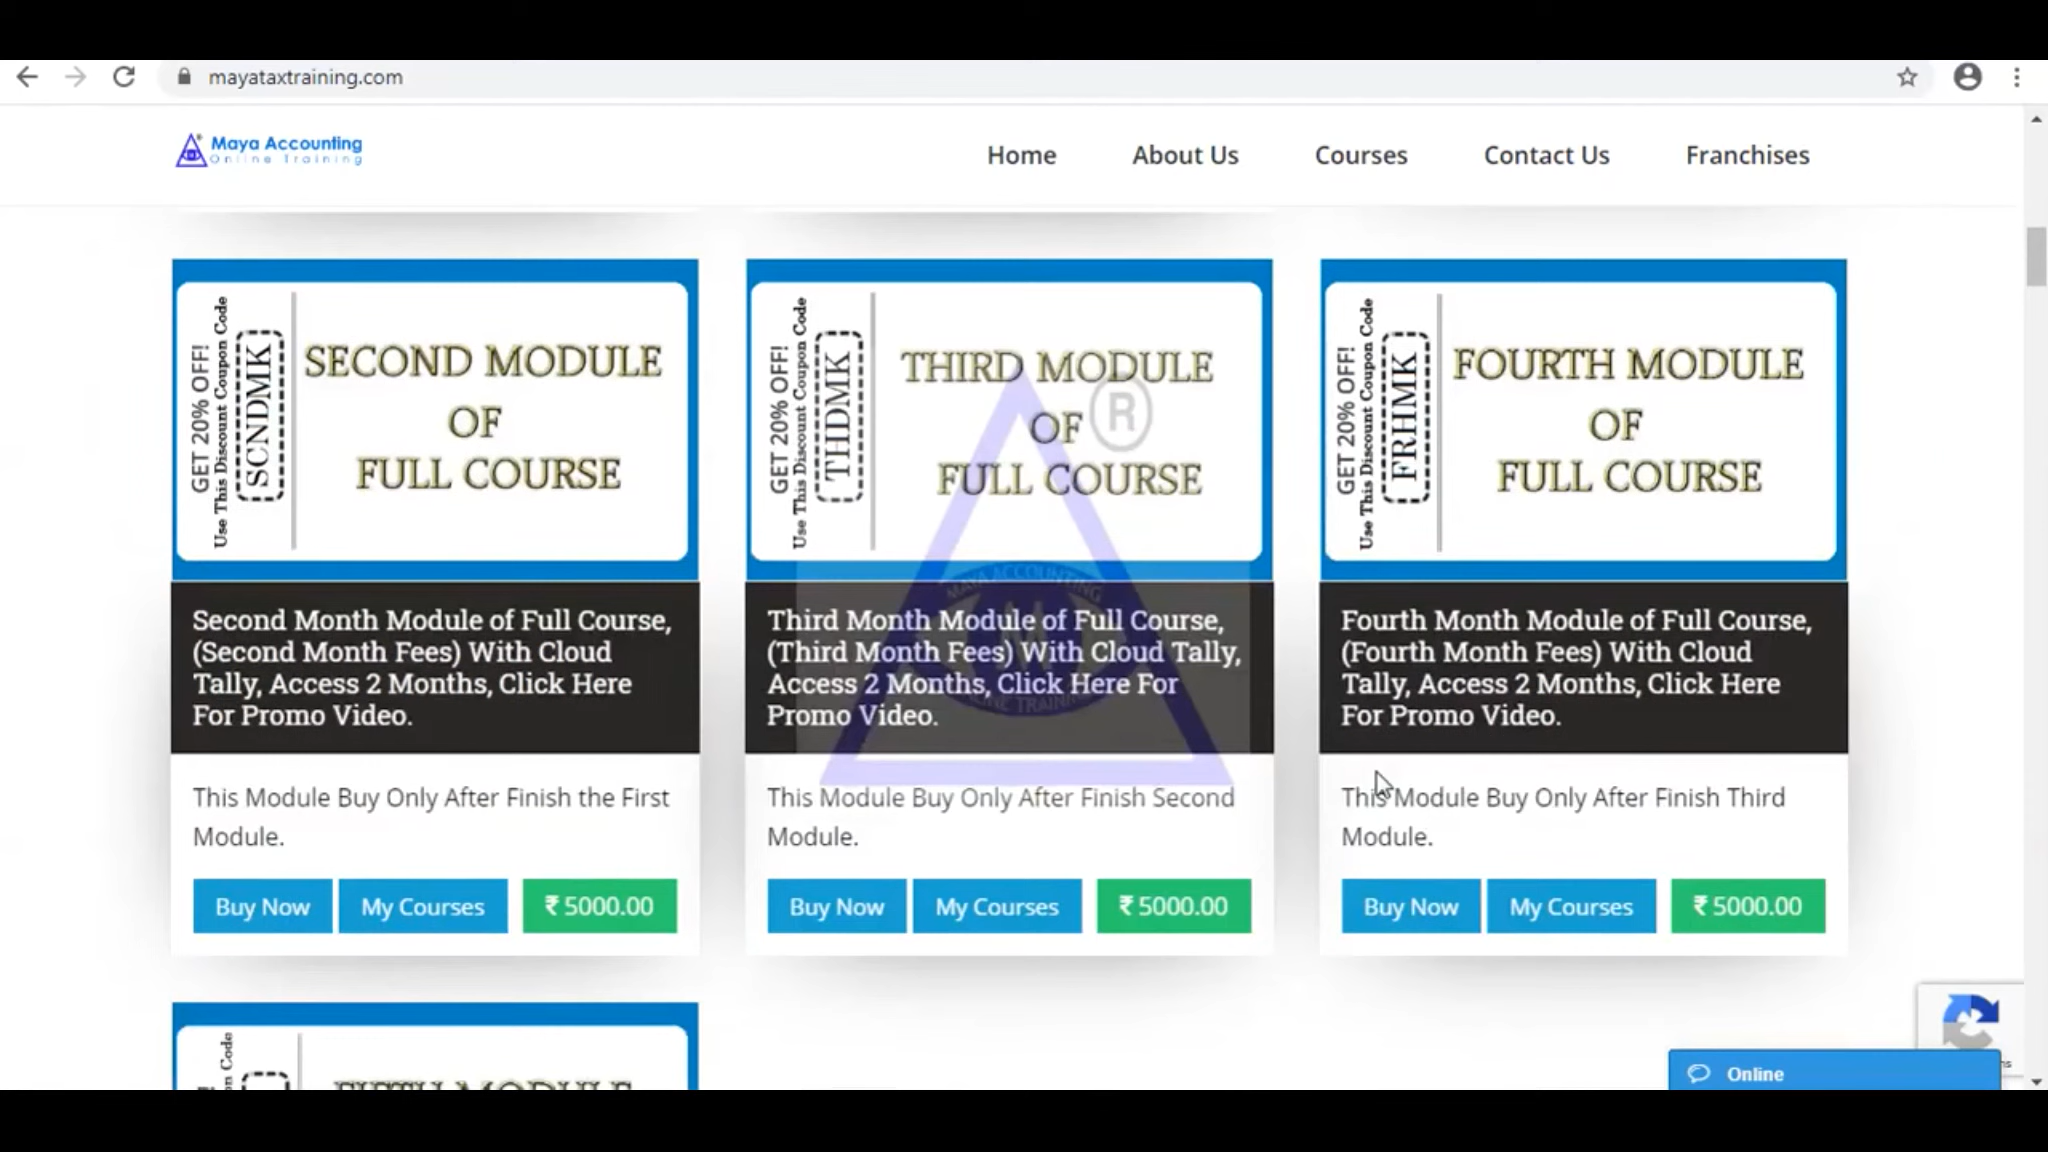 mayataxtraining.com
Maya Accounting
Online Training
Home
About Us
Courses
Contact Us
Franchises
GET 20% OFF!
Use This Discount Coupon Code
SCNDMK
SECOND MODULE
OF
FULL COURSE
Second Month Module of Full Course,
(Second Month Fees) With Cloud
Tally, Access 2 Months, Click Here
For Promo Video.
This Module Buy Only After Finish the First
Module.
Buy Now
My Courses
₹ 5000.00
GET 20% OFF!
Use This Discount Coupon Code
THDMK
THIRD MODULE
OF
FULL COURSE
®
MAYA ACCOUNTING
Third Month Module of Full Course,
(Third Month Fees) With Cloud Tally,
Access 2 Months, Click Here For
Promo Video.
This Module Buy Only After Finish Second
Module.
Buy Now
My Courses
₹ 5000.00
GET 20% OFF!
Use This Discount Coupon Code
FRHMK
FOURTH MODULE
OF
FULL COURSE
Fourth Month Module of Full Course,
(Fourth Month Fees) With Cloud
Tally, Access 2 Months, Click Here
For Promo Video.
This Module Buy Only After Finish Third
Module.
Buy Now
My Courses
₹ 5000.00
Code
FIFTH MODULE
Online